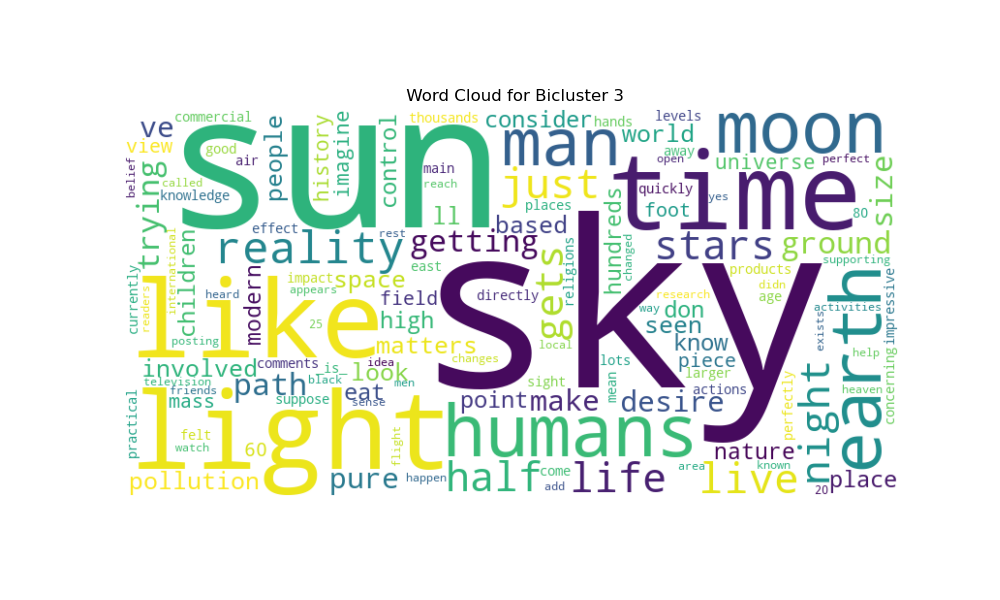 Word Cloud for Bicluster 3
commercial
thousands
consider
hands
levels
moon
ve
good
people
history
imagine
control
sun
man
world
away
view
air
main
open
universe
perfect
belief
called
knowledge
trying
reach
just
quickly
yes
time
size
ll
places
foot
80
effect
rest
based
hundreds
reality
getting
stars
ground
international
children
east
religions
changed
supporting
currently
readers
heard
modern
impact
space
appears
field
directly
gets
products
didn
age
research
like
sky
earth
impressive
25
high
way
don
activities
posting
matters
local
seen
know
exists
involved
comments
_is_
idea
changes
lots
piece
help
concerning
television
friends
path
black
look
men
sight
mean
larger
actions
heaven
practical
mass
suppose
eat
sense
point
make
desire
perfectly
night
light
felt
watch
60
flight
humans
nature
pollution
pure
happen
half
come
add
life
area
live
known
20
place